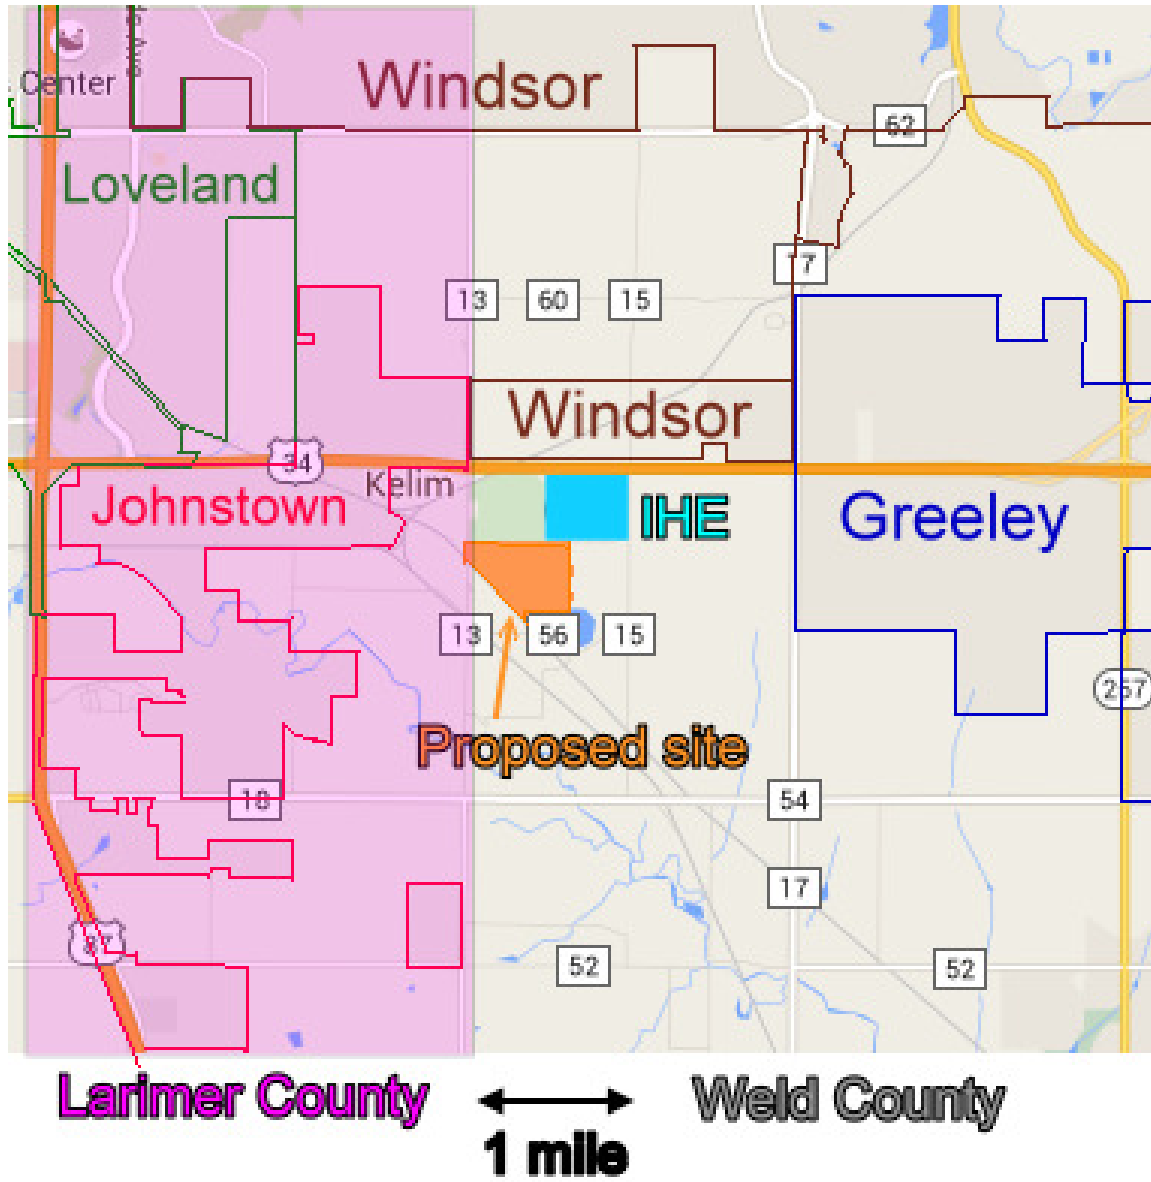 Center
Windsor
62
Loveland
17
13 60 15
Windsor
34
Kelim
Johnstown
IHE
Greeley
13 56 15
257
Proposed site
18
54
17
87
52
52
Larimer County
Weld County
1 mile